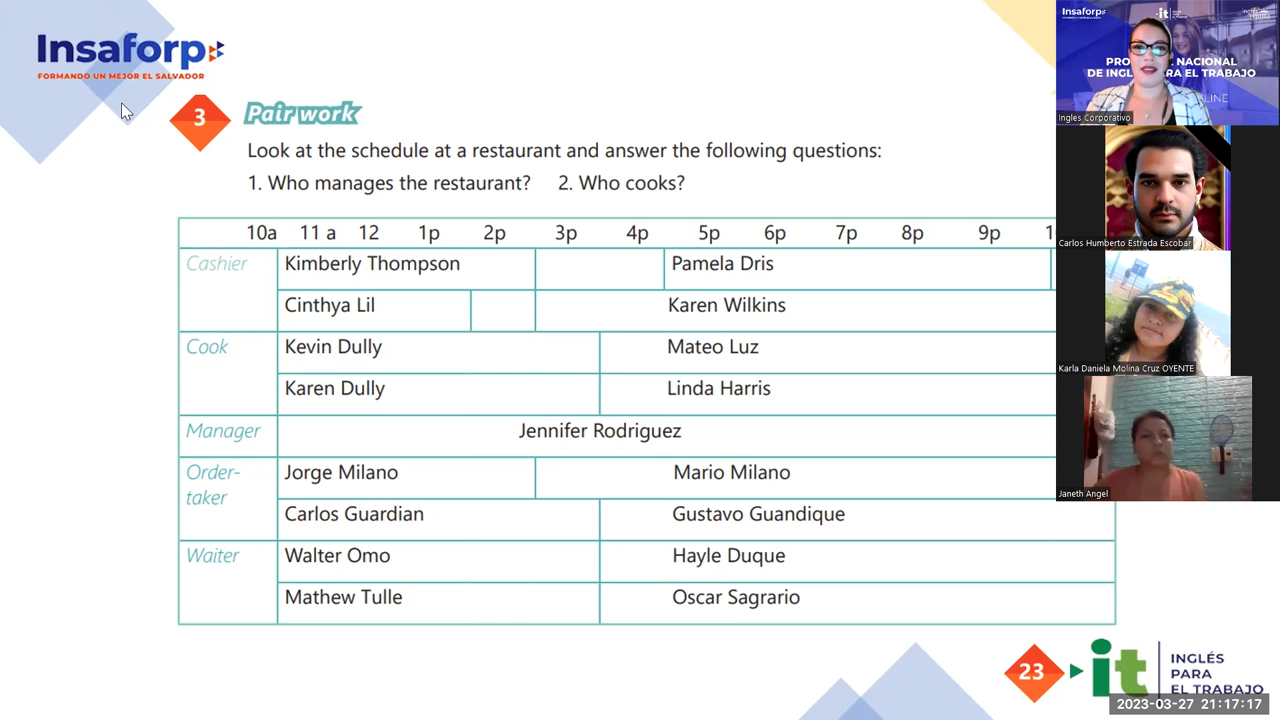 Insaforp
FORMANDO UN MEJOR EL SALVADOR
3 Pair work
Look at the schedule at a restaurant and answer the following questions:
1. Who manages the restaurant? 2. Who cooks?
10a 11 a 12 1p 2p 3p 4p 5p 6p 7p 8p 9p
Cashier Kimberly Thompson Pamela Dris
Cinthya Lil Karen Wilkins
Cook Kevin Dully Mateo Luz
Karen Dully Linda Harris
Manager Jennifer Rodriguez
Order-
taker
Jorge Milano Mario Milano
Carlos Guardian Gustavo Guandique
Waiter Walter Omo Hayle Duque
Mathew Tulle Oscar Sagrario
23
it INGLÉS
PARA
EL TRABAJO
2023-03-27 21:17:17
Insaforp it
NACIONAL
DE INGL PARA EL TRABAJO
LINE
Ingles Corporativo
Carlos Humberto Estrada Escobar
Karla Daniela Molina Cruz OYENTE
Janeth Angel